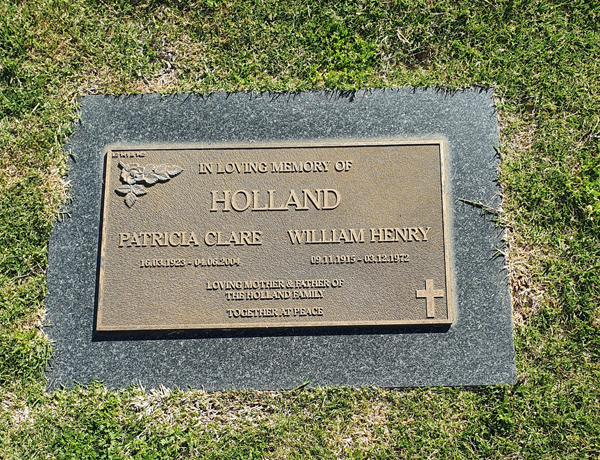 IN LOVING MEMORY OF
HOLLAND
PATRICIA CLARE WILLIAM HENRY
16.03.1923 - 04.06.2004 09.11.1915 - 03.12.1972
LOVING MOTHER & FATHER OF
THE HOLLAND FAMILY
TOGETHER AT PEACE